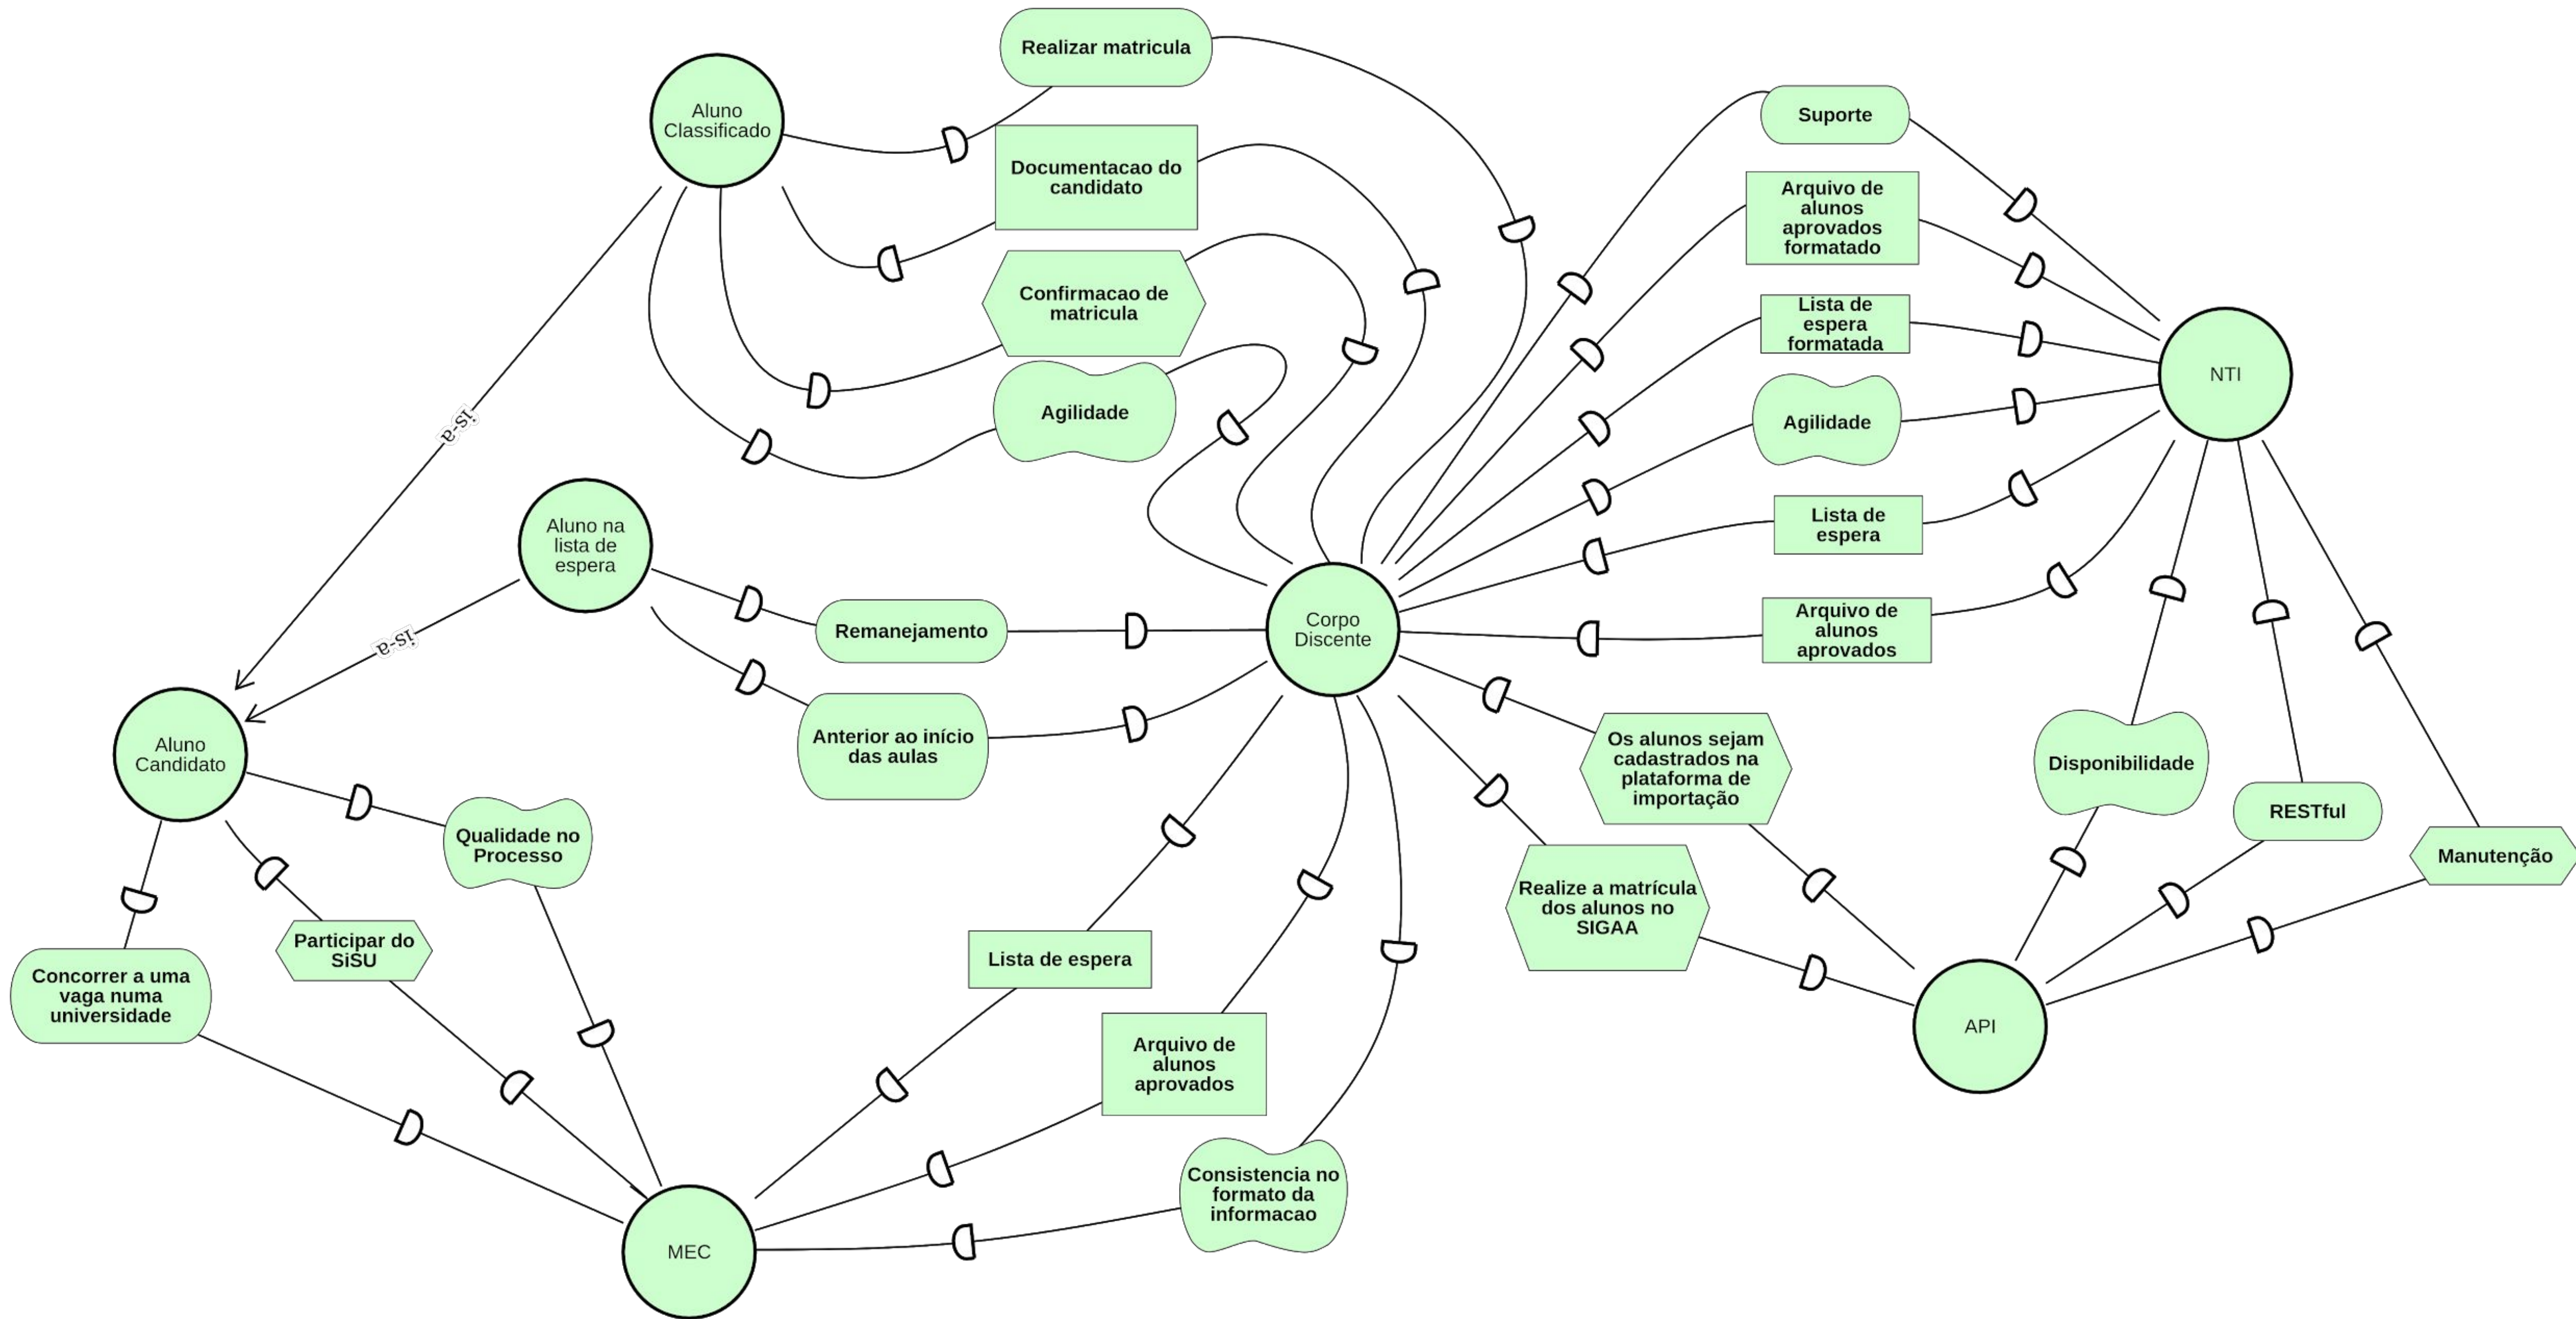 Realizar matricula
Aluno
Classificado
Suporte
Documentacao do
candidato
Arquivo de
alunos
aprovados
formatado
Confirmacao de
matricula
Lista de
espera
formatada
NTI
Agilidade
Agilidade
is-a
Aluno na
lista de
espera
Lista de
espera
Remanejamento
Corpo
Discente
Arquivo de
alunos
aprovados
is-a
Anterior ao início
das aulas
Aluno
Candidato
Os alunos sejam
cadastrados na
plataforma de
importação
Disponibilidade
RESTful
Manutenção
Qualidade no
Processo
Realize a matrícula
dos alunos no
SIGAA
Participar do
SiSU
Lista de espera
Concorrer a uma
vaga numa
universidade
API
Arquivo de
alunos
aprovados
Consistencia no
formato da
informacao
MEC